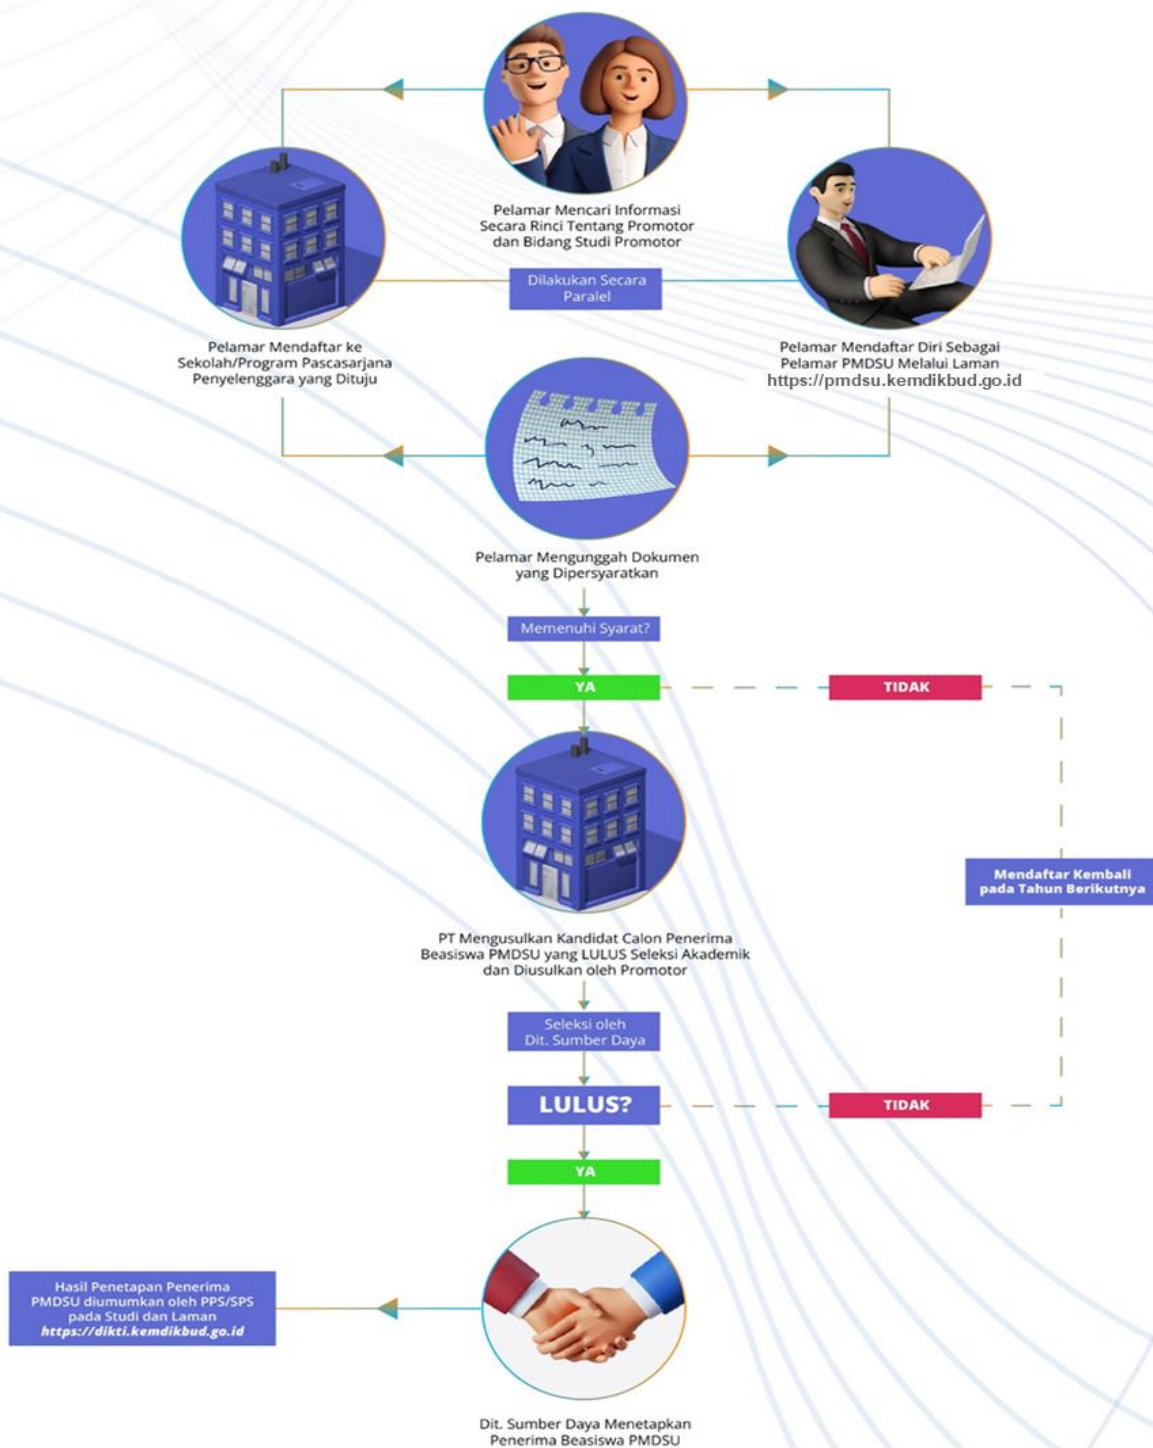 Pelamar Mencari Informasi
Secara Rinci Tentang Promotor
dan Bidang Studi Promotor
Dilakukan Secara
Paralel
Pelamar Mendaftar ke
Sekolah/Program Pascasarjana
Penyelenggara yang Dituju
Pelamar Mendaftar Diri Sebagai
Pelamar PMDSU Melalui Laman
https://pmdsu.kemdikbud.go.id
Pelamar Mengunggah Dokumen
yang Dipersyaratkan
Memenuhi Syarat?
YA
TIDAK
Mendaftar Kembali
pada Tahun Berikutnya
PT Mengusulkan Kandidat Calon Penerima
Beasiswa PMDSU yang LULUS Seleksi Akademik
dan Diusulkan oleh Promotor
Seleksi oleh
Dit. Sumber Daya
LULUS?
TIDAK
YA
Hasil Penetapan Penerima
PMDSU diumumkan oleh PPS/SPS
pada Studi dan Laman
https://dikti.kemdikbud.go.id
Dit. Sumber Daya Menetapkan
Penerima Beasiswa PMDSU